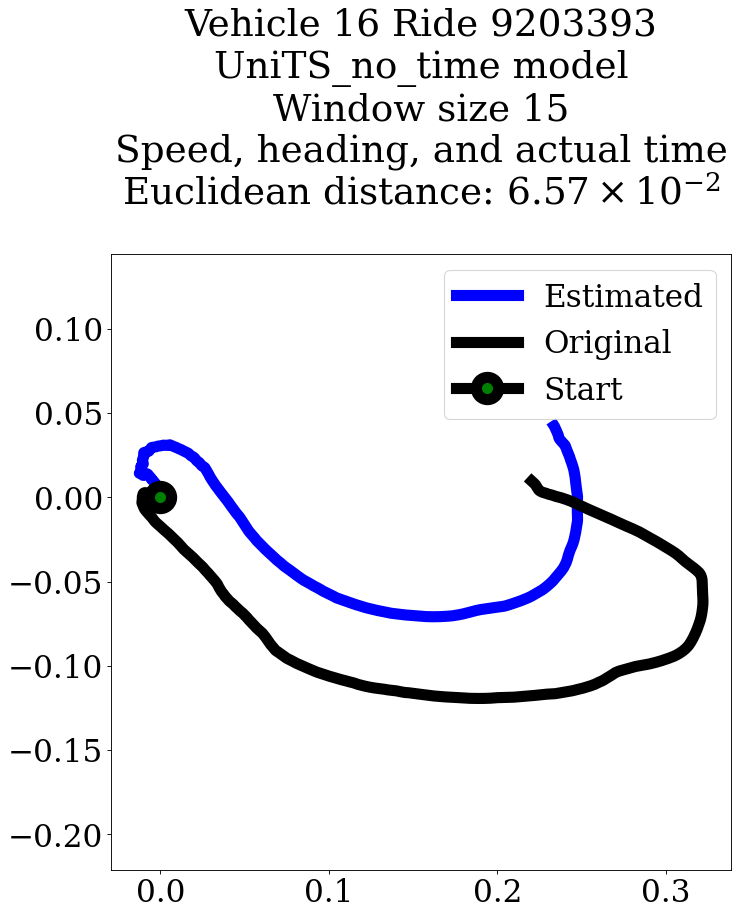 Vehicle 16 Ride 9203393
UniTS_no_time model
Window size 15
Speed, heading, and actual time
Euclidean distance: 6.57 × 10⁻²
Estimated
Original
Start
0.10
0.05
0.00
−0.05
−0.10
−0.15
−0.20
0.0 0.1 0.2 0.3